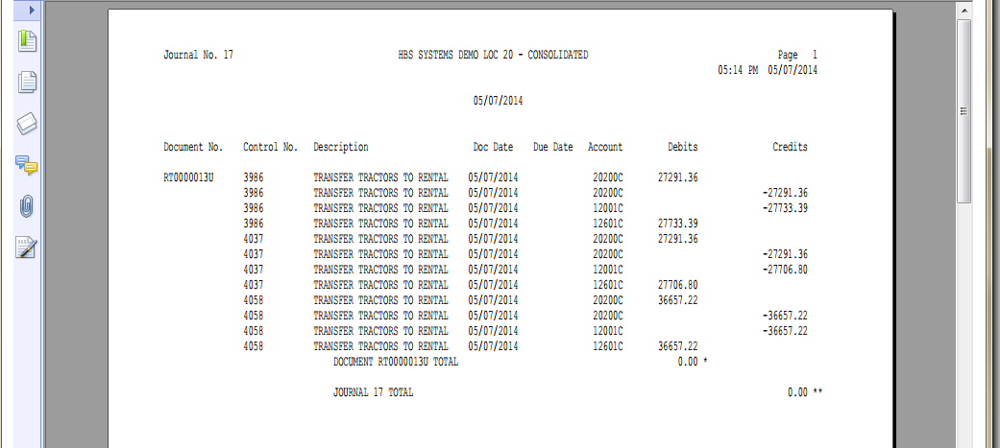 Journal No. 17 HBS SYSTEMS DEMO LOC 20 - CONSOLIDATED Page 1
05:14 PM 05/07/2014
05/07/2014
Document No. Control No. Description Doc Date Due Date Account Debits Credits
RT0000013U 3986 TRANSFER TRACTORS TO RENTAL 05/07/2014 20200C 27291.36
3986 TRANSFER TRACTORS TO RENTAL 05/07/2014 20200C -27291.36
3986 TRANSFER TRACTORS TO RENTAL 05/07/2014 12001C -27733.39
3986 TRANSFER TRACTORS TO RENTAL 05/07/2014 12601C 27733.39
4037 TRANSFER TRACTORS TO RENTAL 05/07/2014 20200C 27291.36
4037 TRANSFER TRACTORS TO RENTAL 05/07/2014 20200C -27291.36
4037 TRANSFER TRACTORS TO RENTAL 05/07/2014 12001C -27706.80
4037 TRANSFER TRACTORS TO RENTAL 05/07/2014 12601C 27706.80
4058 TRANSFER TRACTORS TO RENTAL 05/07/2014 20200C 36657.22
4058 TRANSFER TRACTORS TO RENTAL 05/07/2014 20200C -36657.22
4058 TRANSFER TRACTORS TO RENTAL 05/07/2014 12001C -36657.22
4058 TRANSFER TRACTORS TO RENTAL 05/07/2014 12601C 36657.22
DOCUMENT RT0000013U TOTAL 0.00 *
JOURNAL 17 TOTAL 0.00 **